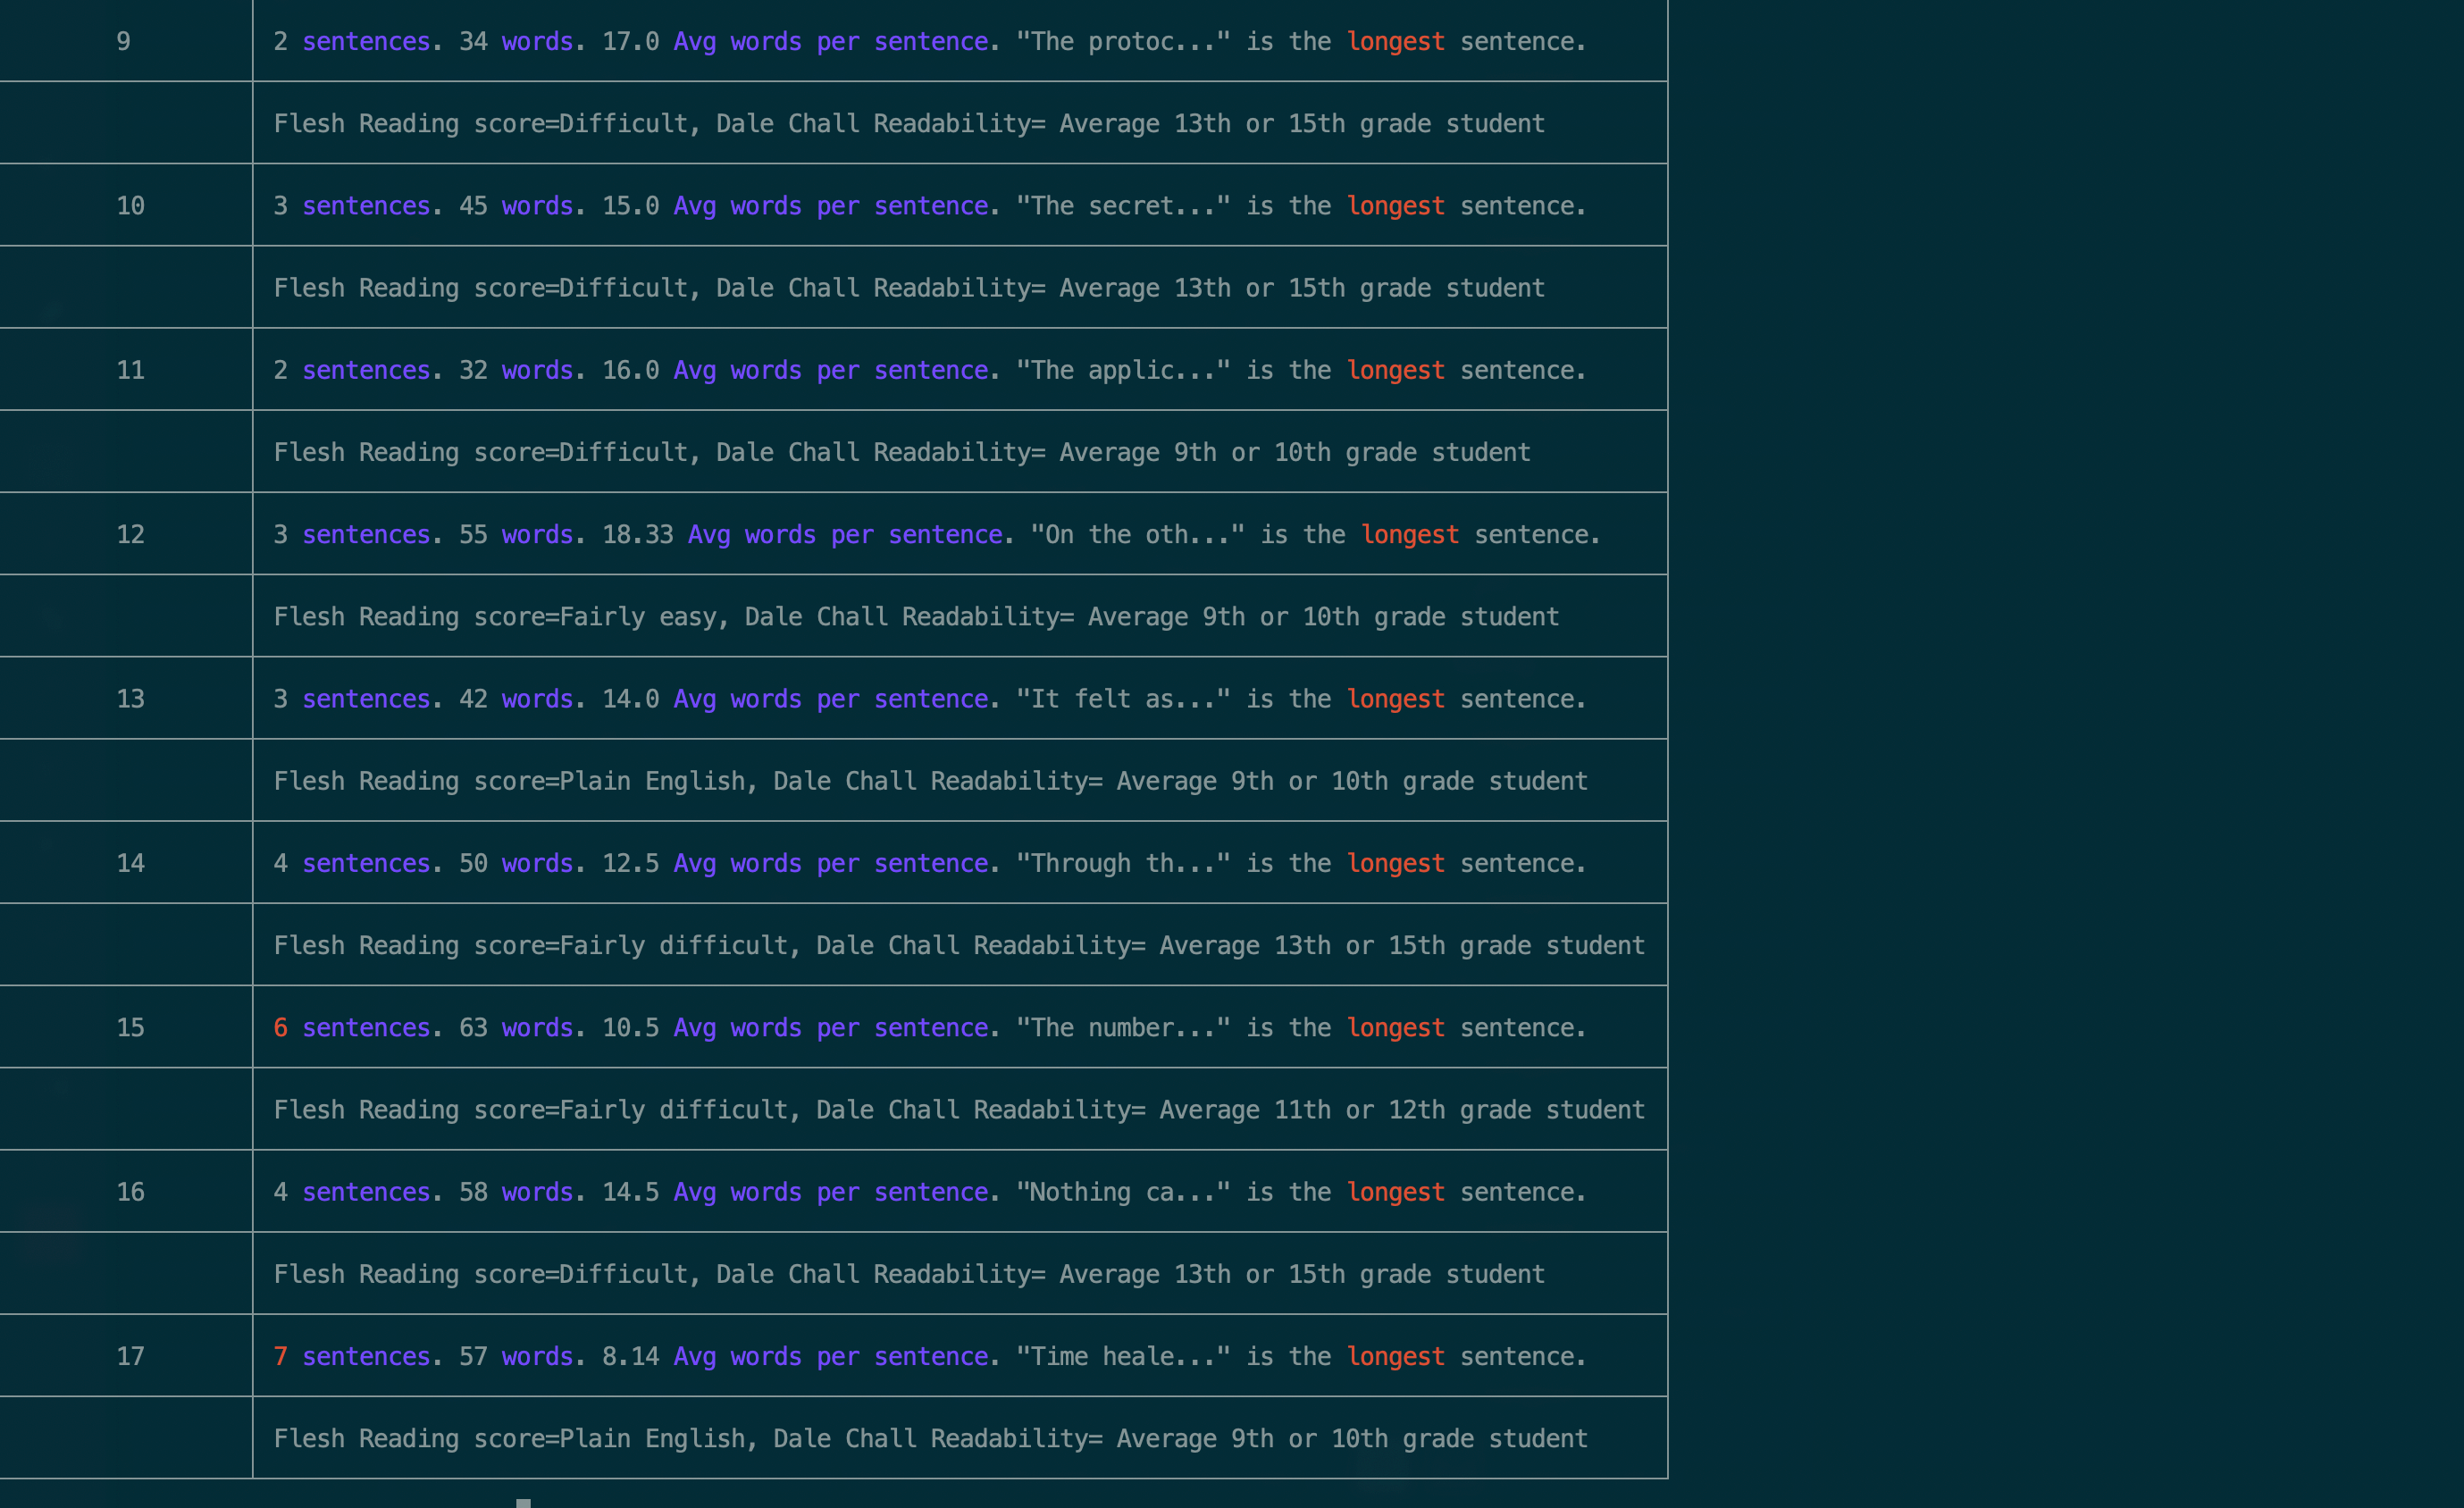 9 2 sentences. 34 words. 17.0 Avg words per sentence. "The protoc..." is the longest sentence.
Flesh Reading score=Difficult, Dale Chall Readability= Average 13th or 15th grade student
10 3 sentences. 45 words. 15.0 Avg words per sentence. "The secret..." is the longest sentence.
Flesh Reading score=Difficult, Dale Chall Readability= Average 13th or 15th grade student
11 2 sentences. 32 words. 16.0 Avg words per sentence. "The applic..." is the longest sentence.
Flesh Reading score=Difficult, Dale Chall Readability= Average 9th or 10th grade student
12 3 sentences. 55 words. 18.33 Avg words per sentence. "On the oth..." is the longest sentence.
Flesh Reading score=Fairly easy, Dale Chall Readability= Average 9th or 10th grade student
13 3 sentences. 42 words. 14.0 Avg words per sentence. "It felt as..." is the longest sentence.
Flesh Reading score=Plain English, Dale Chall Readability= Average 9th or 10th grade student
14 4 sentences. 50 words. 12.5 Avg words per sentence. "Through th..." is the longest sentence.
Flesh Reading score=Fairly difficult, Dale Chall Readability= Average 13th or 15th grade student
15 6 sentences. 63 words. 10.5 Avg words per sentence. "The number..." is the longest sentence.
Flesh Reading score=Fairly difficult, Dale Chall Readability= Average 11th or 12th grade student
16 4 sentences. 58 words. 14.5 Avg words per sentence. "Nothing ca..." is the longest sentence.
Flesh Reading score=Difficult, Dale Chall Readability= Average 13th or 15th grade student
17 7 sentences. 57 words. 8.14 Avg words per sentence. "Time heale..." is the longest sentence.
Flesh Reading score=Plain English, Dale Chall Readability= Average 9th or 10th grade student